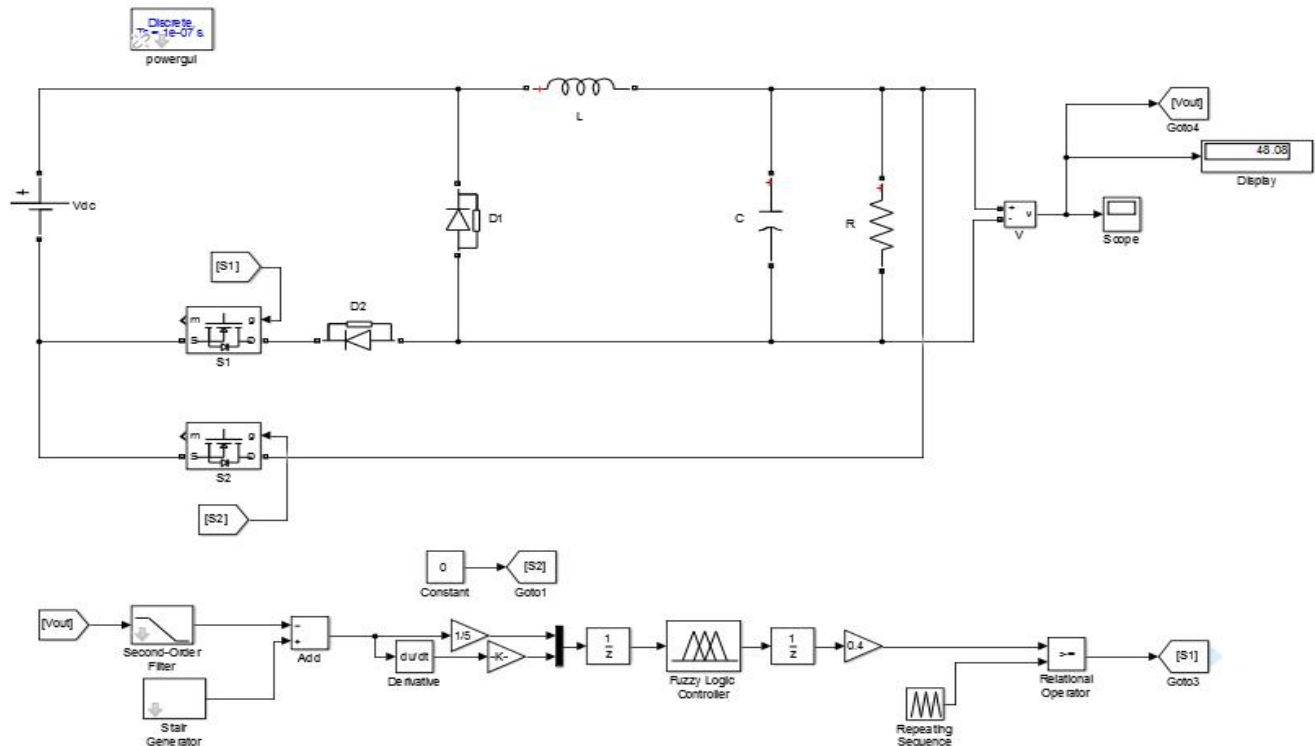 Discrete,
powergui
L
[Vout]
Goto4
48.08
Display
+
Vdc
D1
C
R
+
-
v
V
Scope
[S1]
D2
m
g
S
D
S1
m
g
S
D
S2
[S2]
0
Constant
[S2]
Goto1
[Vout]
Second-Order
Filter
−
+
Add
1/5
du/dt
Derivative
-K-
1
z
Fuzzy Logic
Controller
1
z
0.4
>=
Relational
Operator
[S1]
Goto3
Stair
Generator
Repeating
Sequence